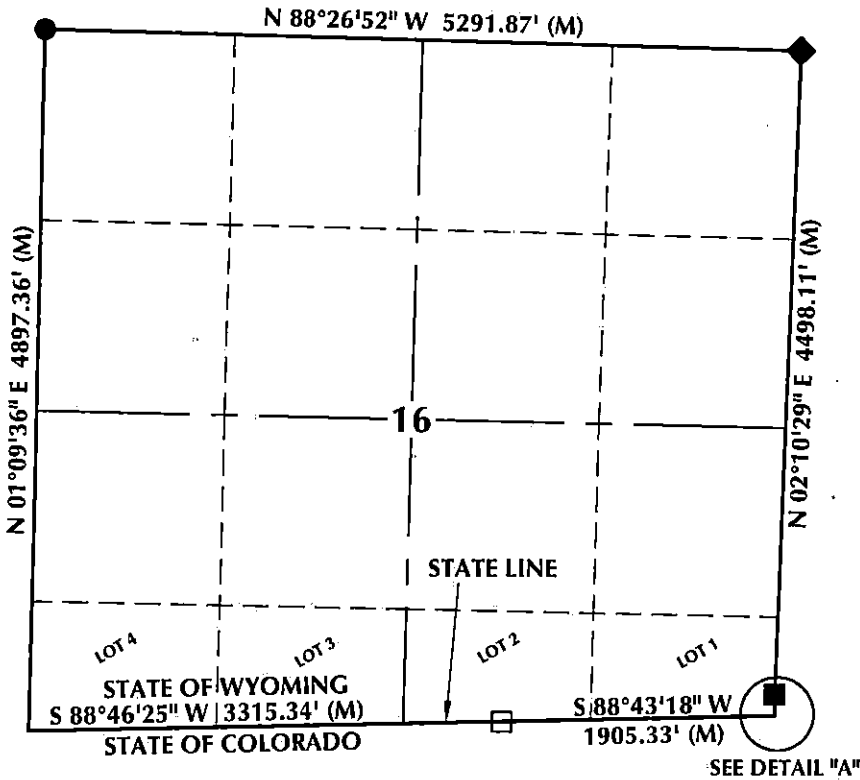 N 88°26'52" W 5291.87' (M)
N 01°09'36" E 4897.36' (M)
N 02°10'29" E 4498.11' (M)
16
STATE LINE
LOT 4
LOT 3
LOT 2
LOT 1
STATE OF WYOMING
S 88°46'25" W 3315.34' (M)
S 88°43'18" W
1905.33' (M)
STATE OF COLORADO
SEE DETAIL "A"